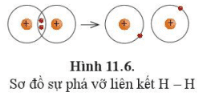 + + + +
Hình 11.6.
Sơ đồ sự phá vỡ liên kết H – H